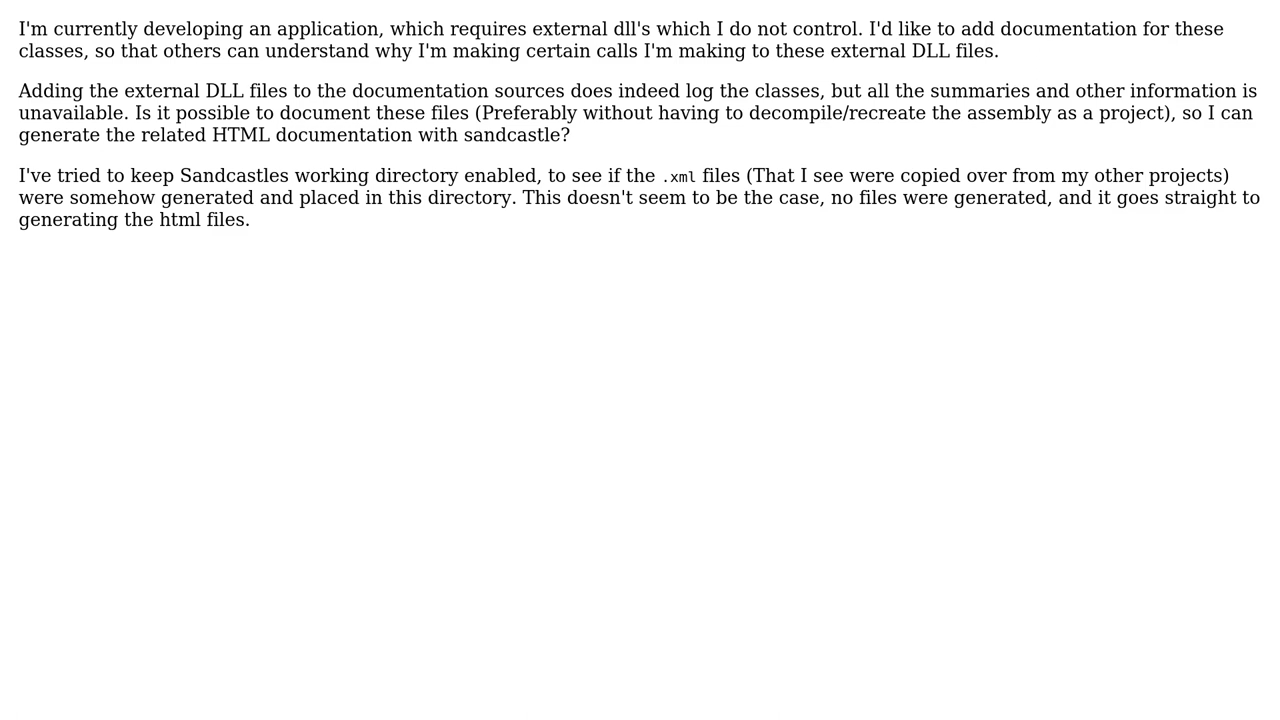 I'm currently developing an application, which requires external dll's which I do not control. I'd like to add documentation for these
classes, so that others can understand why I'm making certain calls I'm making to these external DLL files.
Adding the external DLL files to the documentation sources does indeed log the classes, but all the summaries and other information is
unavailable. Is it possible to document these files (Preferably without having to decompile/recreate the assembly as a project), so I can
generate the related HTML documentation with sandcastle?
I've tried to keep Sandcastles working directory enabled, to see if the .xml files (That I see were copied over from my other projects)
were somehow generated and placed in this directory. This doesn't seem to be the case, no files were generated, and it goes straight to
generating the html files.